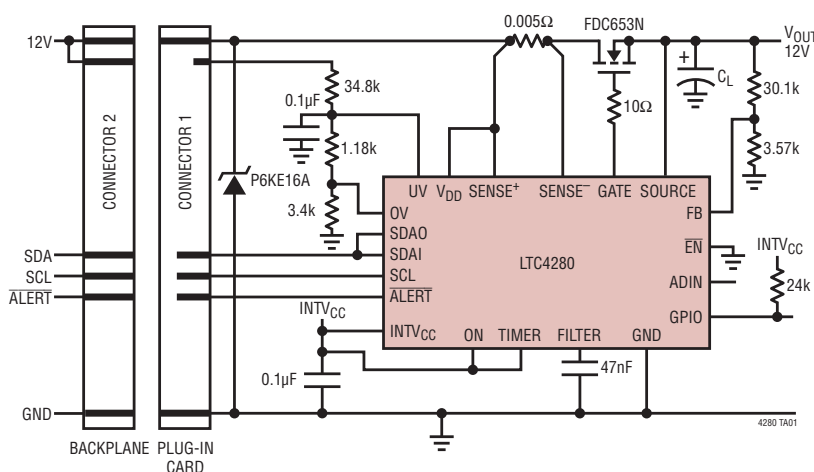 0.005Ω
FDC653N
12V
VOUT
12V
CONNECTOR 2
CONNECTOR 1
34.8k
0.1µF
1.18k
3.4k
P6KE16A
10Ω
+
CL
30.1k
3.57k
UV
VDD
SENSE+
SENSE–
GATE
SOURCE
OV
SDAO
SDAI
SCL
ALERT
INTVCC
LTC4280
FB
EN
ADIN
GPIO
ON
TIMER
FILTER
GND
INTVCC
24k
SDA
SCL
ALERT
INTVCC
0.1µF
47nF
GND
4280 TA01
BACKPLANE
PLUG-IN
CARD